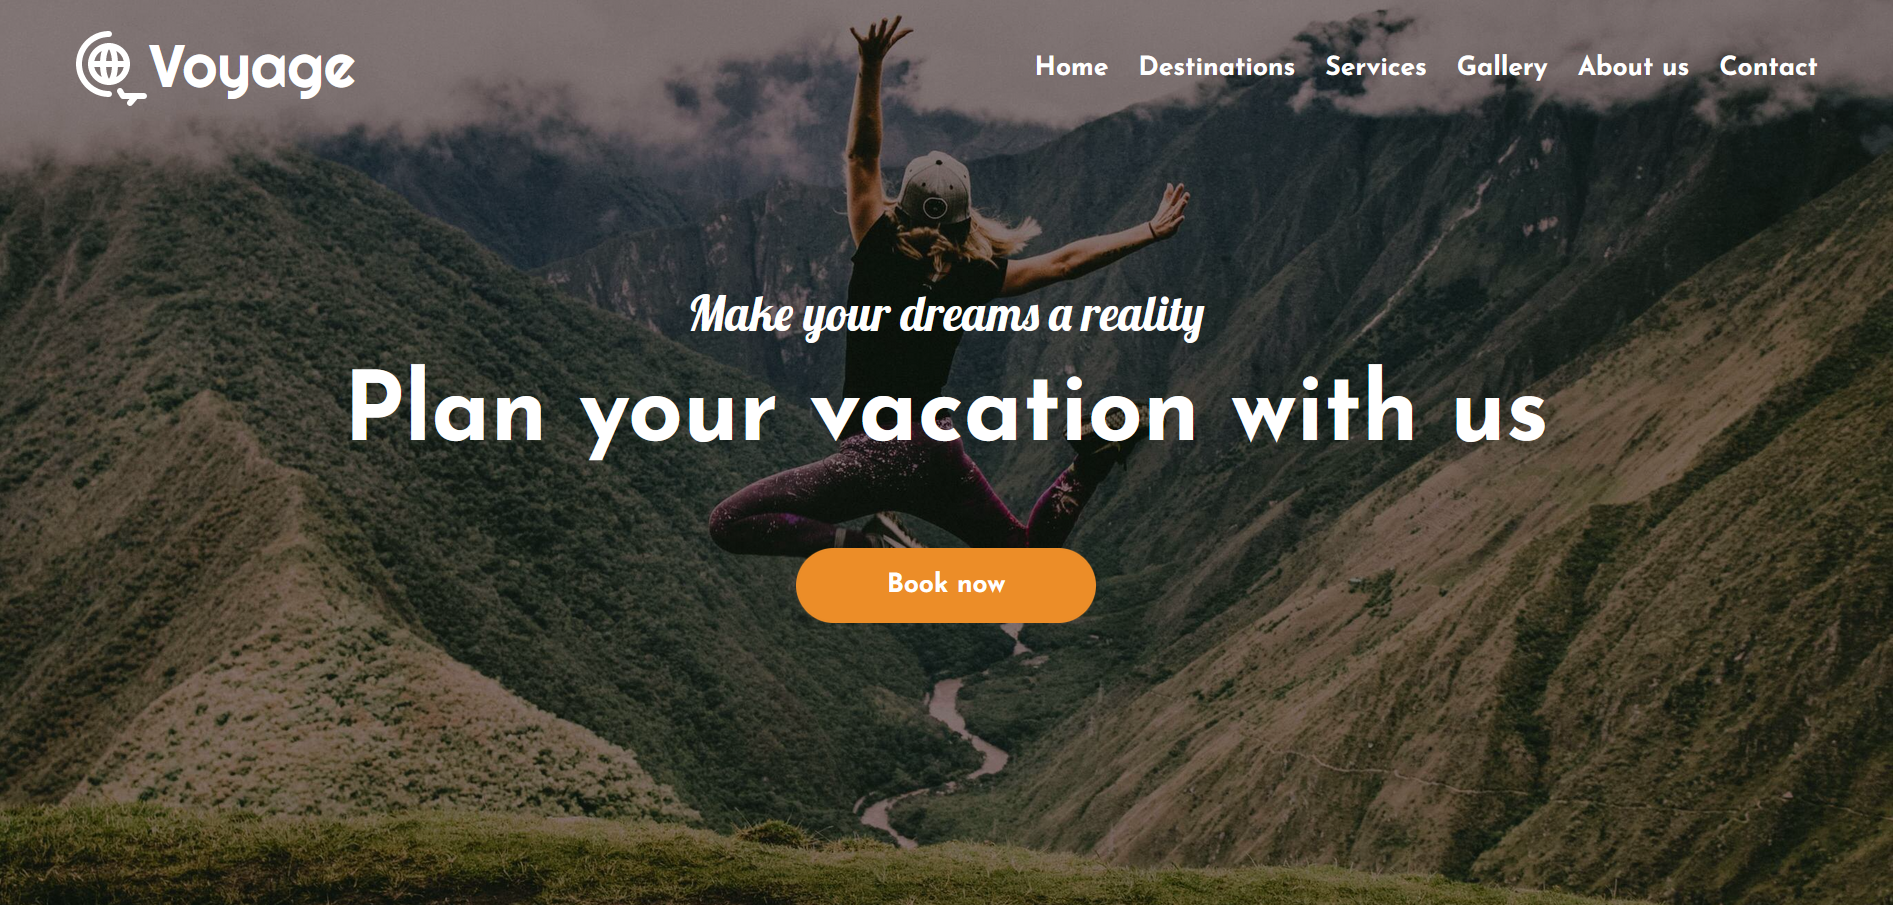 Voyage
Home Destinations Services Gallery About us Contact
Make your dreams a reality
Plan your vacation with us
Book now